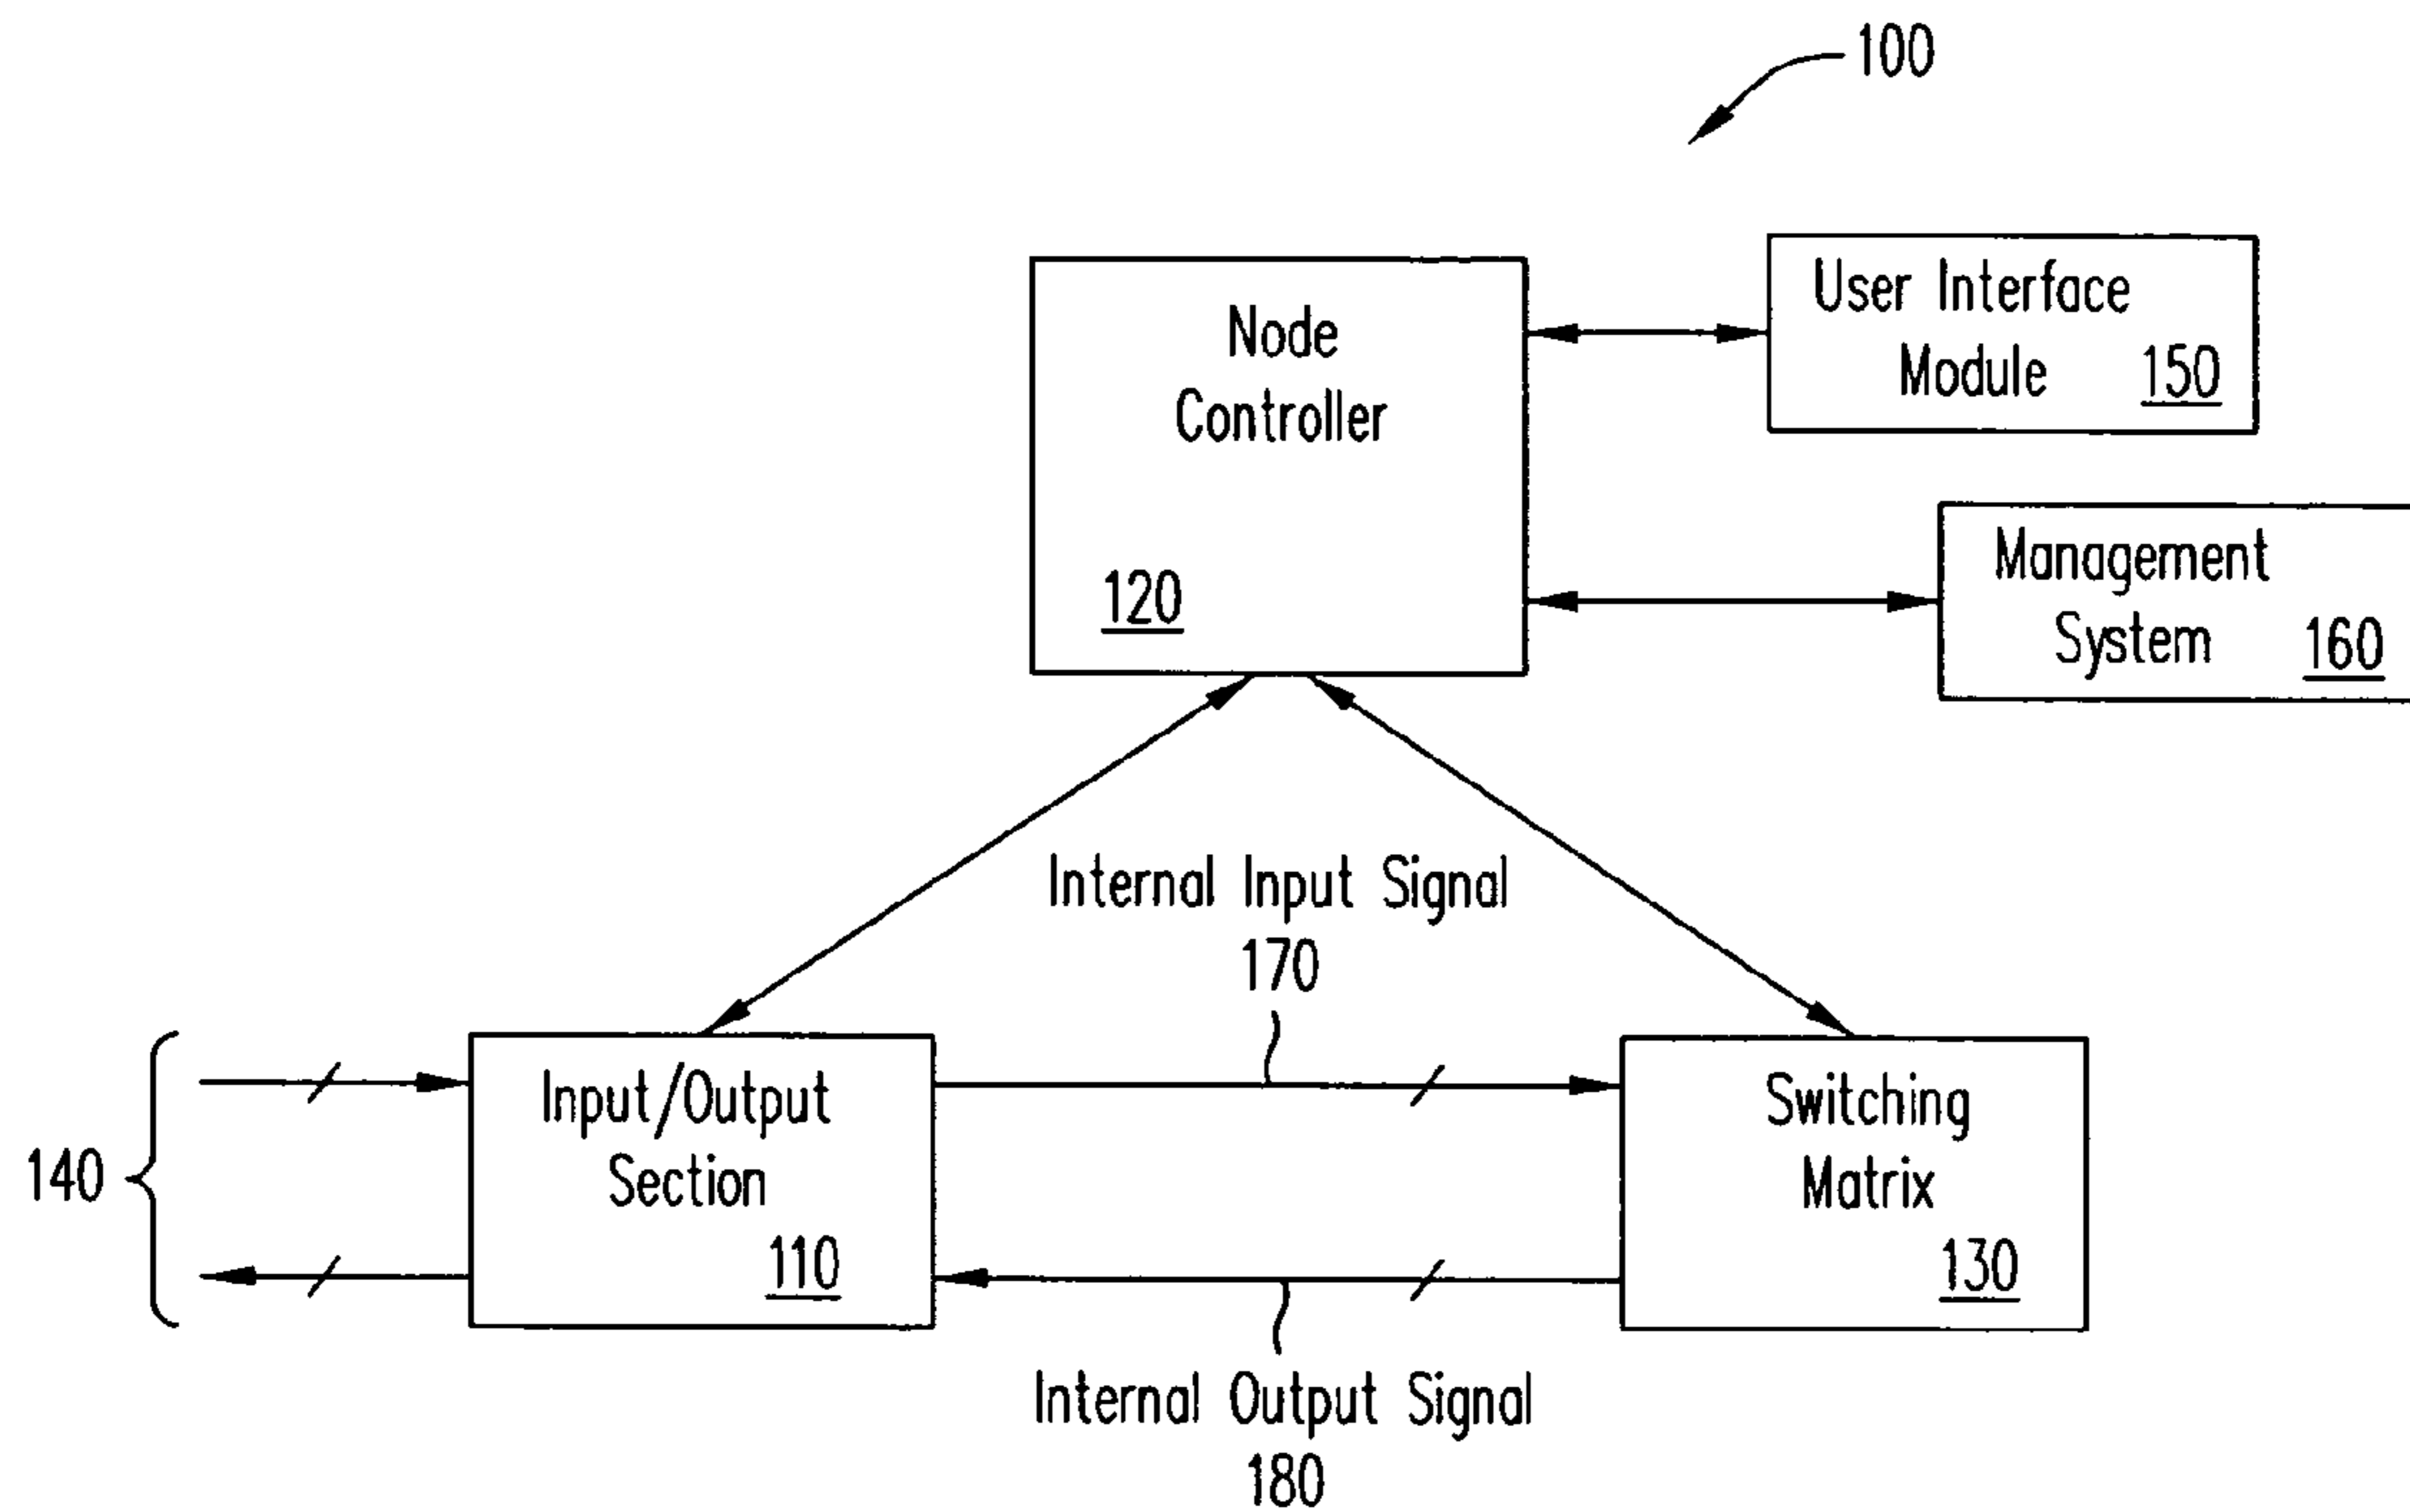 100
Node
Controller
120
User Interface
Module 150
Management
System 160
Internal Input Signal
170
140
Input/Output
Section
110
Switching
Matrix
130
Internal Output Signal
180